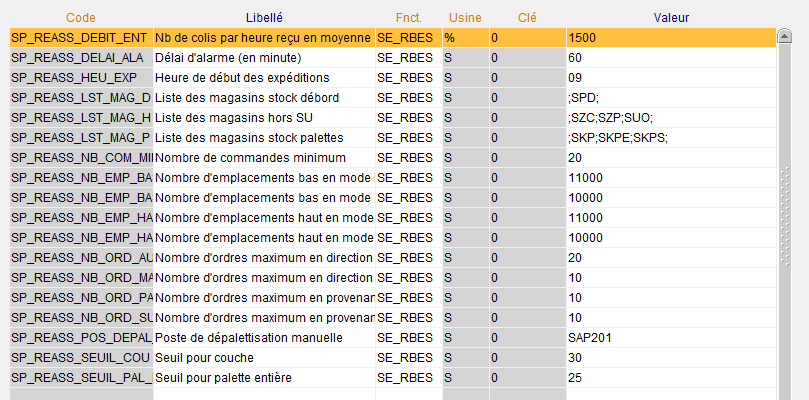 Code Libellé Fnct. Usine Clé Valeur
SP_REASS_DEBIT_ENT Nb de colis par heure reçu en moyenne SE_RBES % 0 1500
SP_REASS_DELAI_ALA Délai d'alarme (en minute) SE_RBES S 0 60
SP_REASS_HEU_EXP Heure de début des expéditions SE_RBES S 0 09
SP_REASS_LST_MAG_D Liste des magasins stock débord SE_RBES S 0 ;SPD;
SP_REASS_LST_MAG_H Liste des magasins hors SU SE_RBES S 0 ;SZC;SZP;SUO;
SP_REASS_LST_MAG_P Liste des magasins stock palettes SE_RBES S 0 ;SKP;SKPE;SKPS;
SP_REASS_NB_COM_MI Nombre de commandes minimum SE_RBES S 0 20
SP_REASS_NB_EMP_BA Nombre d'emplacements bas en mode SE_RBES S 0 11000
SP_REASS_NB_EMP_BA Nombre d'emplacements bas en mode SE_RBES S 0 10000
SP_REASS_NB_EMP_HA Nombre d'emplacements haut en mode SE_RBES S 0 11000
SP_REASS_NB_EMP_HA Nombre d'emplacements haut en mode SE_RBES S 0 10000
SP_REASS_NB_ORD_AU Nombre d'ordres maximum en direction SE_RBES S 0 20
SP_REASS_NB_ORD_MA Nombre d'ordres maximum en direction SE_RBES S 0 10
SP_REASS_NB_ORD_PA Nombre d'ordres maximum en provenan SE_RBES S 0 10
SP_REASS_NB_ORD_SU Nombre d'ordres maximum en provenan SE_RBES S 0 10
SP_REASS_POS_DEPAL_ Poste de dépalettisation manuelle SE_RBES S 0 SAP201
SP_REASS_SEUIL_COU Seuil pour couche SE_RBES S 0 30
SP_REASS_SEUIL_PAL_ Seuil pour palette entière SE_RBES S 0 25